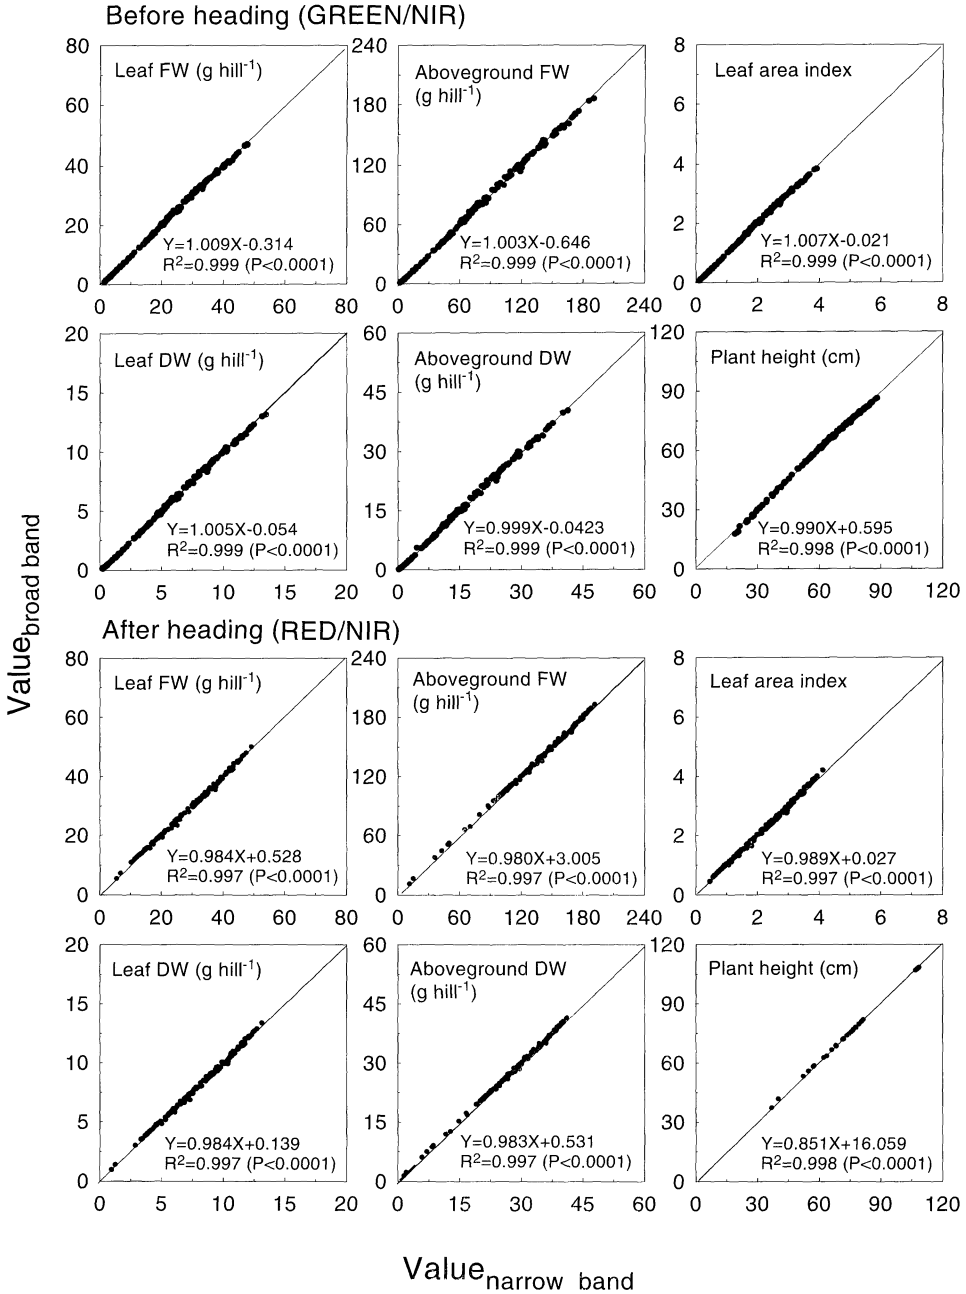 Before heading (GREEN/NIR)
80
60
40
20
0
Leaf FW (g hill⁻¹)
Y=1.009X-0.314
R²=0.999 (P<0.0001)
0 20 40 60 80
240
180
120
60
0
Aboveground FW
(g hill⁻¹)
Y=1.003X-0.646
R²=0.999 (P<0.0001)
0 60 120 180 240
8
6
4
2
0
Leaf area index
Y=1.007X-0.021
R²=0.999 (P<0.0001)
0 2 4 6 8
20
15
10
5
0
Leaf DW (g hill⁻¹)
Y=1.005X-0.054
R²=0.999 (P<0.0001)
0 5 10 15 20
60
45
30
15
0
Aboveground DW
(g hill⁻¹)
Y=0.999X-0.0423
R²=0.999 (P<0.0001)
0 15 30 45 60
120
90
60
30
0
Plant height (cm)
Y=0.990X+0.595
R²=0.998 (P<0.0001)
0 30 60 90 120
Value broad band
After heading (RED/NIR)
80
60
40
20
0
Leaf FW (g hill⁻¹)
Y=0.984X+0.528
R²=0.997 (P<0.0001)
0 20 40 60 80
240
180
120
60
0
Aboveground FW
(g hill⁻¹)
Y=0.980X+3.005
R²=0.997 (P<0.0001)
0 60 120 180 240
8
6
4
2
0
Leaf area index
Y=0.989X+0.027
R²=0.997 (P<0.0001)
0 2 4 6 8
20
15
10
5
0
Leaf DW (g hill⁻¹)
Y=0.984X+0.139
R²=0.997 (P<0.0001)
0 5 10 15 20
60
45
30
15
0
Aboveground DW
(g hill⁻¹)
Y=0.983X+0.531
R²=0.997 (P<0.0001)
0 15 30 45 60
120
90
60
30
0
Plant height (cm)
Y=0.851X+16.059
R²=0.998 (P<0.0001)
0 30 60 90 120
Value narrow band